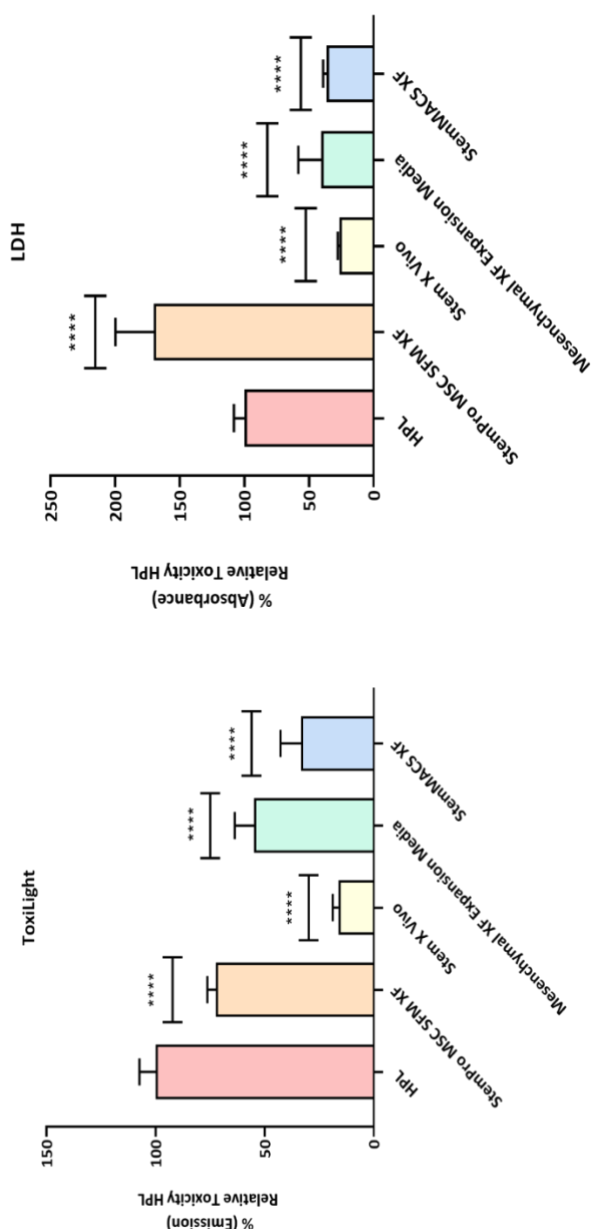 ToxiLight
% (Emission)
Relative Toxicity HPL
150
100
50
0
****
****
****
****
HPL
StemPro MSC SFM XF
Stem X Vivo
Mesenchymal XF Expansion Media
StemMACS XF
LDH
% (Absorbance)
Relative Toxicity HPL
250
200
150
100
50
0
****
****
****
****
HPL
StemPro MSC SFM XF
Stem X Vivo
Mesenchymal XF Expansion Media
StemMACS XF